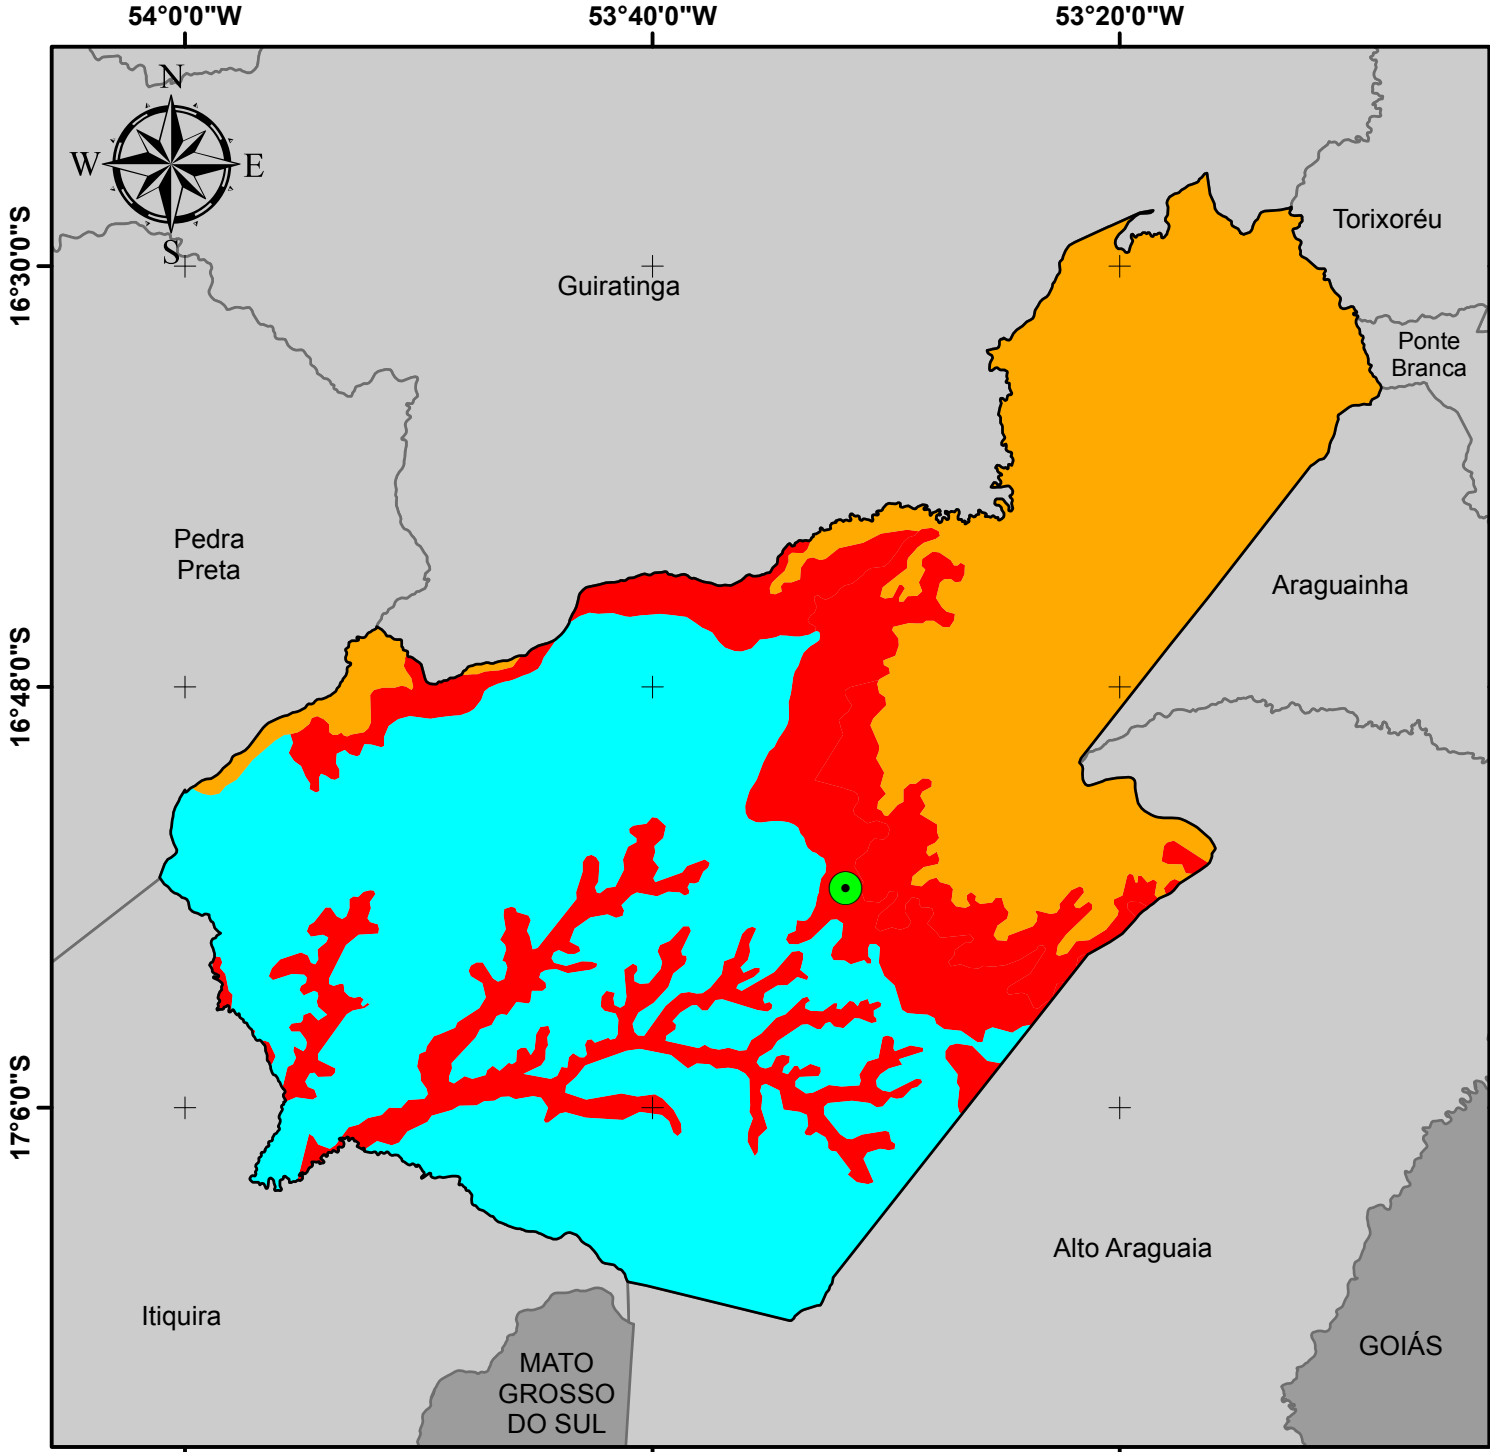 54°0'0"W
53°40'0"W
53°20'0"W
N
W
E
S
16°30'0"S
16°48'0"S
17°6'0"S
Torixoréu
Guiratinga
Ponte
Branca
Pedra
Preta
Araguainha
Alto Araguaia
Itiquira
GOIÁS
MATO
GROSSO
DO SUL